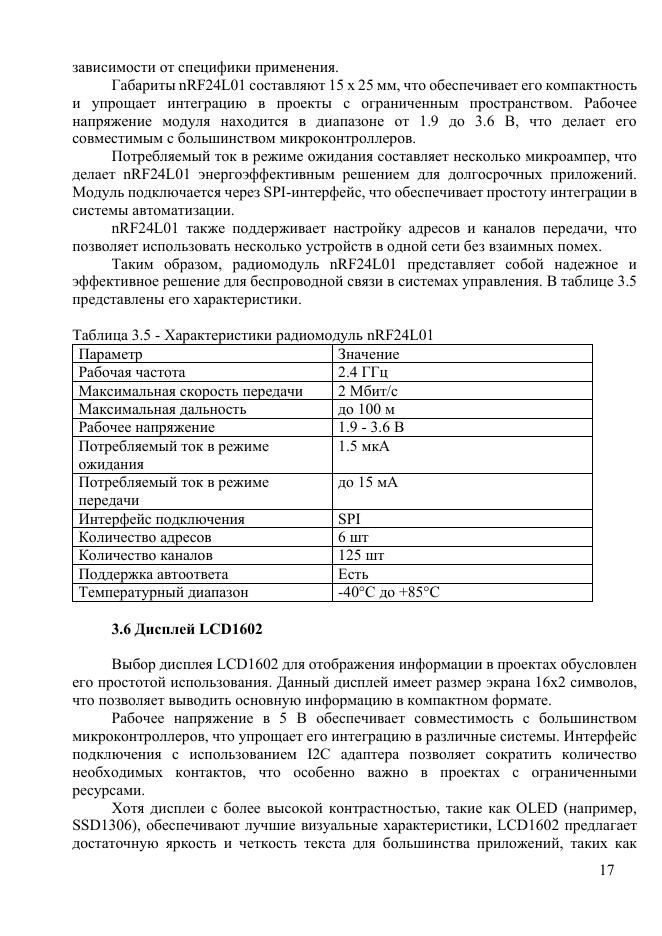 зависимости от специфики применения.
Габариты nRF24L01 составляют 15 x 25 мм, что обеспечивает его компактность
и упрощает интеграцию в проекты с ограниченным пространством. Рабочее
напряжение модуля находится в диапазоне от 1.9 до 3.6 В, что делает его
совместимым с большинством микроконтроллеров.
Потребляемый ток в режиме ожидания составляет несколько микроампер, что
делает nRF24L01 энергоэффективным решением для долгосрочных приложений.
Модуль подключается через SPI-интерфейс, что обеспечивает простоту интеграции в
системы автоматизации.
nRF24L01 также поддерживает настройку адресов и каналов передачи, что
позволяет использовать несколько устройств в одной сети без взаимных помех.
Таким образом, радиомодуль nRF24L01 представляет собой надежное и
эффективное решение для беспроводной связи в системах управления. В таблице 3.5
представлены его характеристики.
Таблица 3.5 - Характеристики радиомодуль nRF24L01
Параметр Значение
Рабочая частота 2.4 ГГц
Максимальная скорость передачи 2 Мбит/с
Максимальная дальность до 100 м
Рабочее напряжение 1.9 - 3.6 В
Потребляемый ток в режиме 1.5 мкА
ожидания
Потребляемый ток в режиме до 15 мА
передачи
Интерфейс подключения SPI
Количество адресов 6 шт
Количество каналов 125 шт
Поддержка автоответа Есть
Температурный диапазон -40°C до +85°C
3.6 Дисплей LCD1602
Выбор дисплея LCD1602 для отображения информации в проектах обусловлен
его простотой использования. Данный дисплей имеет размер экрана 16x2 символов,
что позволяет выводить основную информацию в компактном формате.
Рабочее напряжение в 5 В обеспечивает совместимость с большинством
микроконтроллеров, что упрощает его интеграцию в различные системы. Интерфейс
подключения с использованием I2C адаптера позволяет сократить количество
необходимых контактов, что особенно важно в проектах с ограниченными
ресурсами.
Хотя дисплеи с более высокой контрастностью, такие как OLED (например,
SSD1306), обеспечивают лучшие визуальные характеристики, LCD1602 предлагает
достаточную яркость и четкость текста для большинства приложений, таких как
17